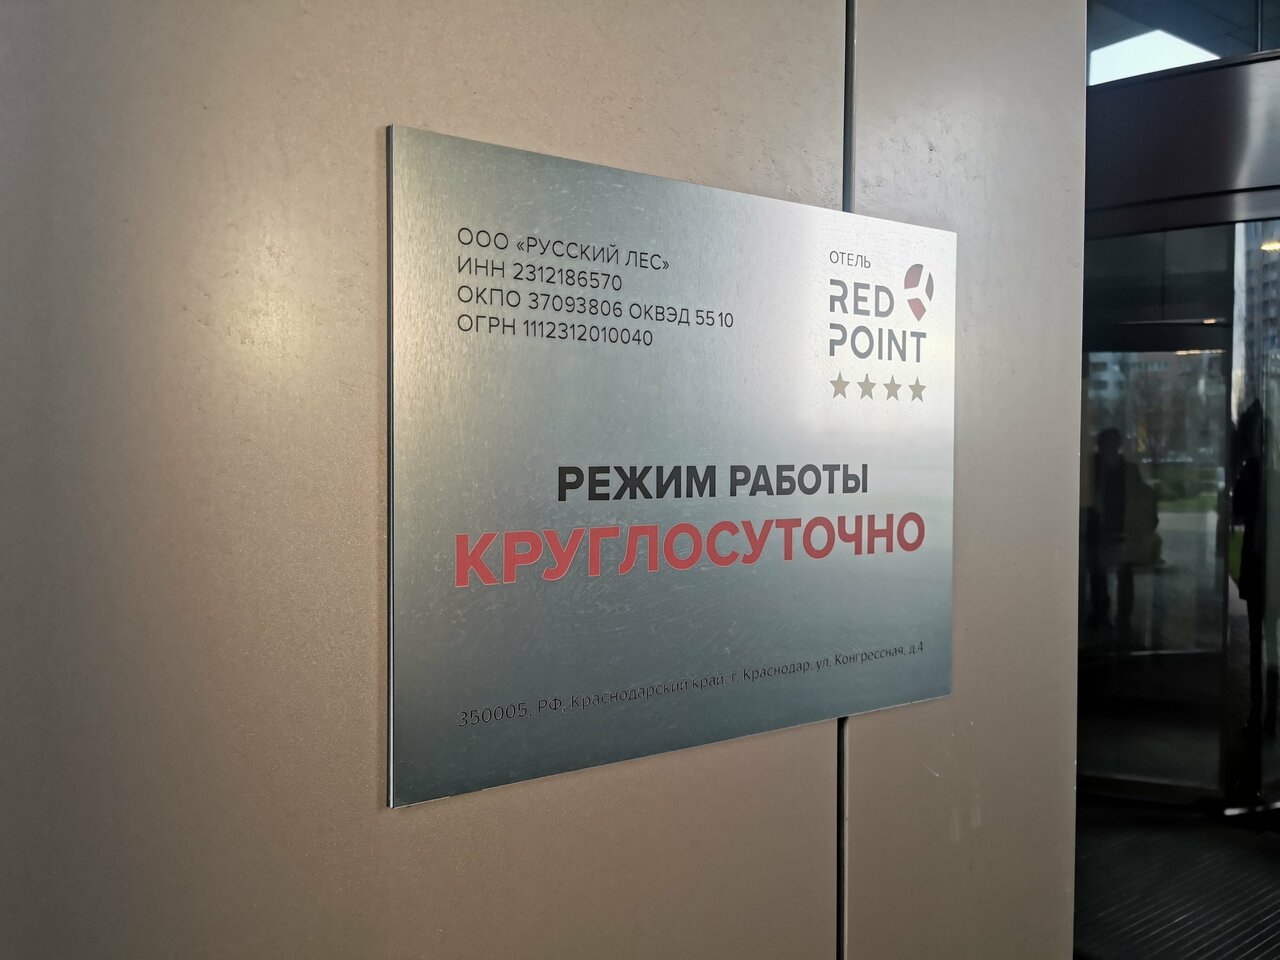 ООО «РУССКИЙ ЛЕС»
ИНН 2312186570
ОКПО 37093806 ОКВЭД 55 10
ОГРН 1112312010040
ОТЕЛЬ
RED
POINT
РЕЖИМ РАБОТЫ
КРУГЛОСУТОЧНО
350005, РФ, Краснодарский край, г. Краснодар, ул. Конгрессная, д.4